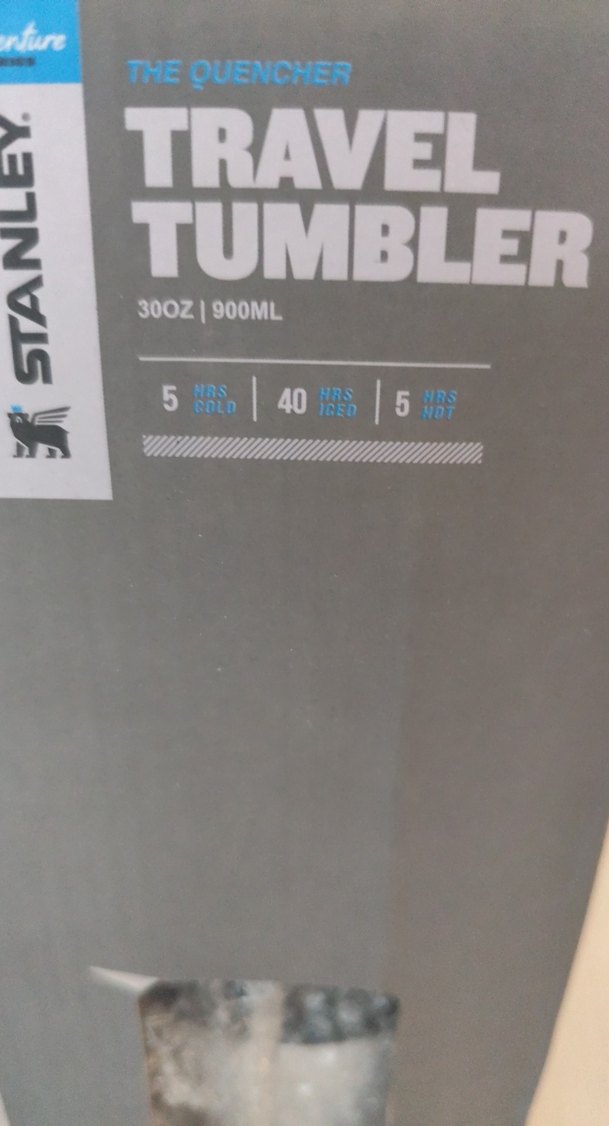 enture
STANLEY.
THE QUENCHER
TRAVEL
TUMBLER
30OZ | 900ML
5 HRS COLD | 40 HRS ICED | 5 HRS HOT